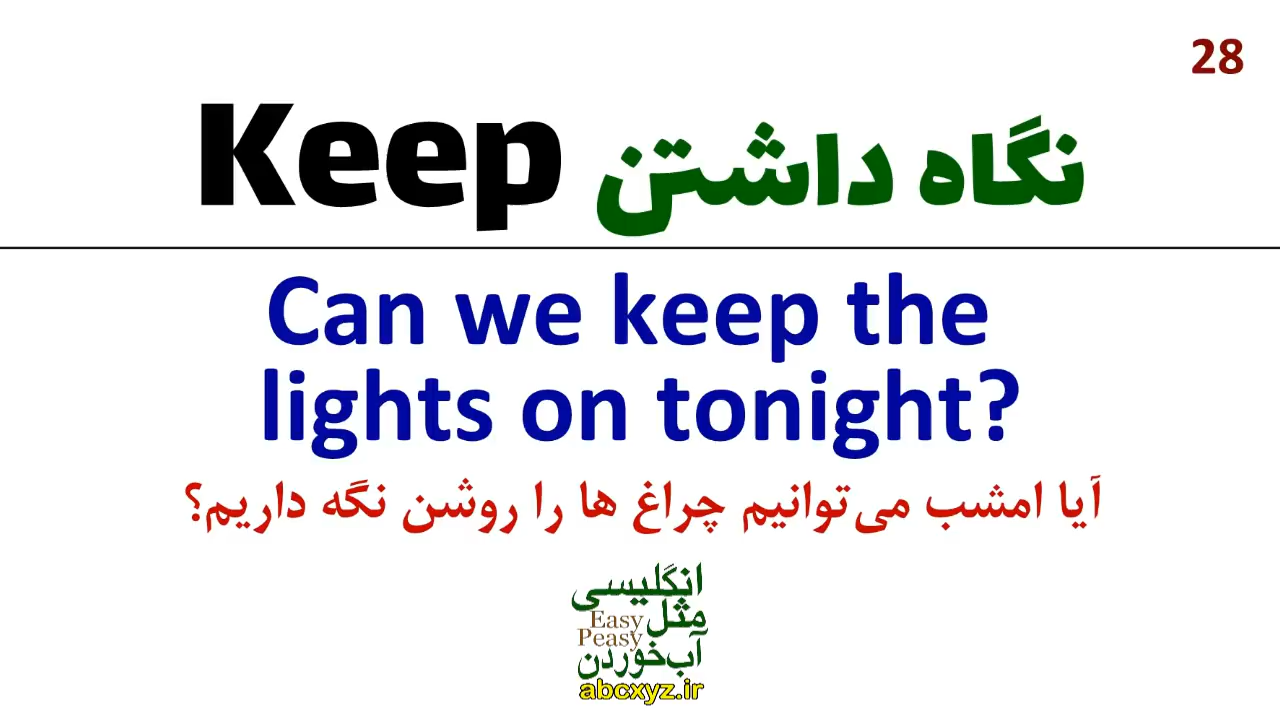 28
Keep نگاه داشتن
Can we keep the
lights on tonight?
آیا امشب می‌توانیم چراغ ها را روشن نگه داریم؟
انگلیسی
مثل
Easy
Peasy
آب‌خوردن
abcxyz.ir